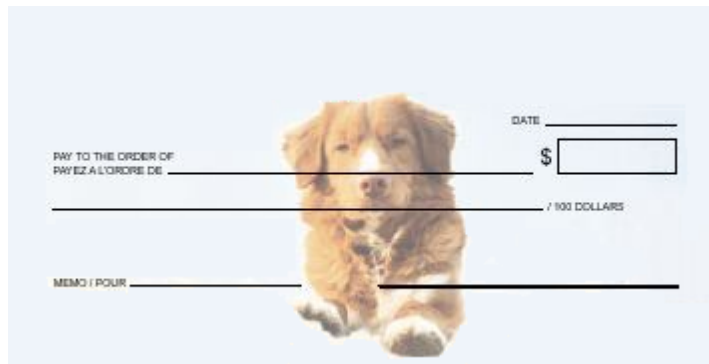 DATE
PAY TO THE ORDER OF
PAYEZ A L'ORDRE DE
$
/ 100 DOLLARS
MEMO / POUR